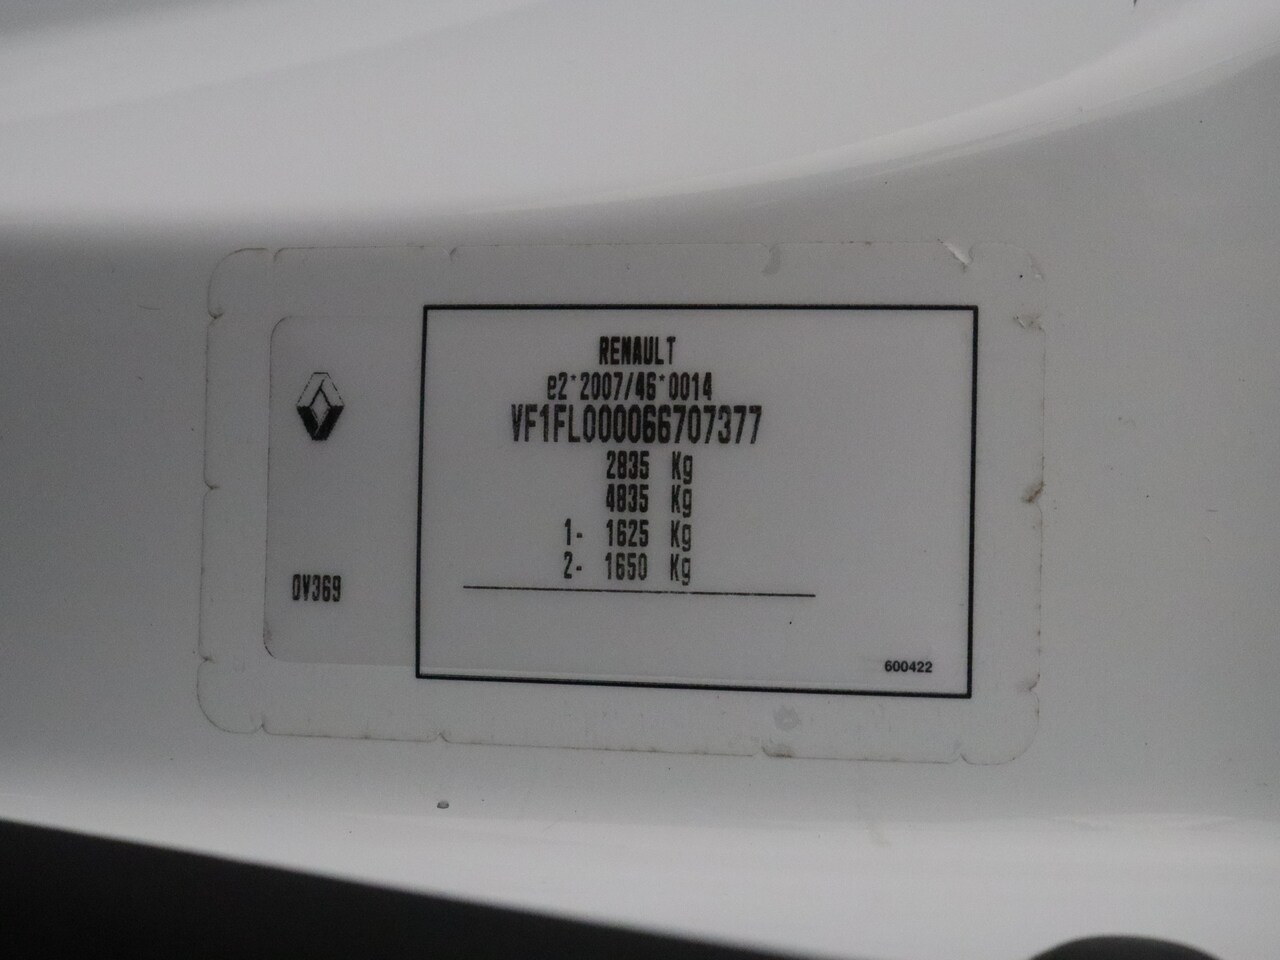 RENAULT
e2*2007/46*0014
VF1FL000066707377
2835 Kg
4835 Kg
1- 1625 Kg
2- 1650 Kg
0V369
600422